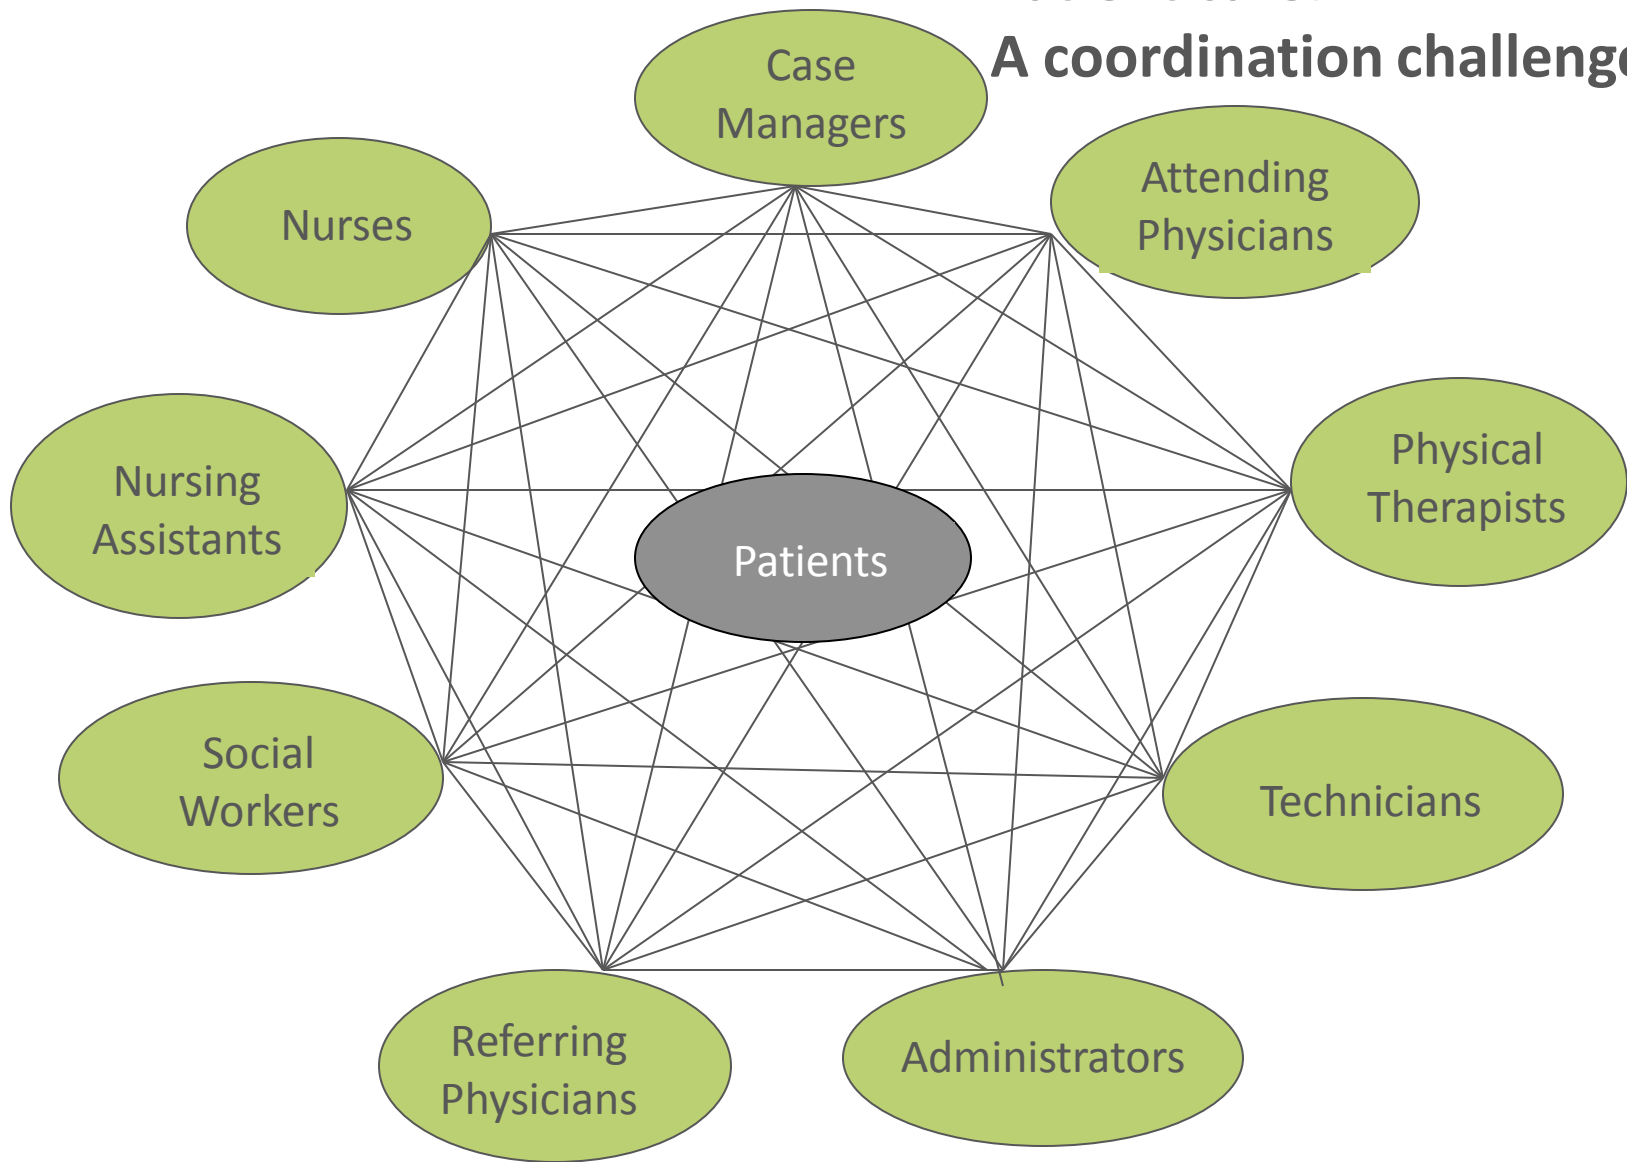 A coordination challenge
Case
Managers
Attending
Physicians
Nurses
Physical
Therapists
Nursing
Assistants
Patients
Social
Workers
Technicians
Referring
Physicians
Administrators